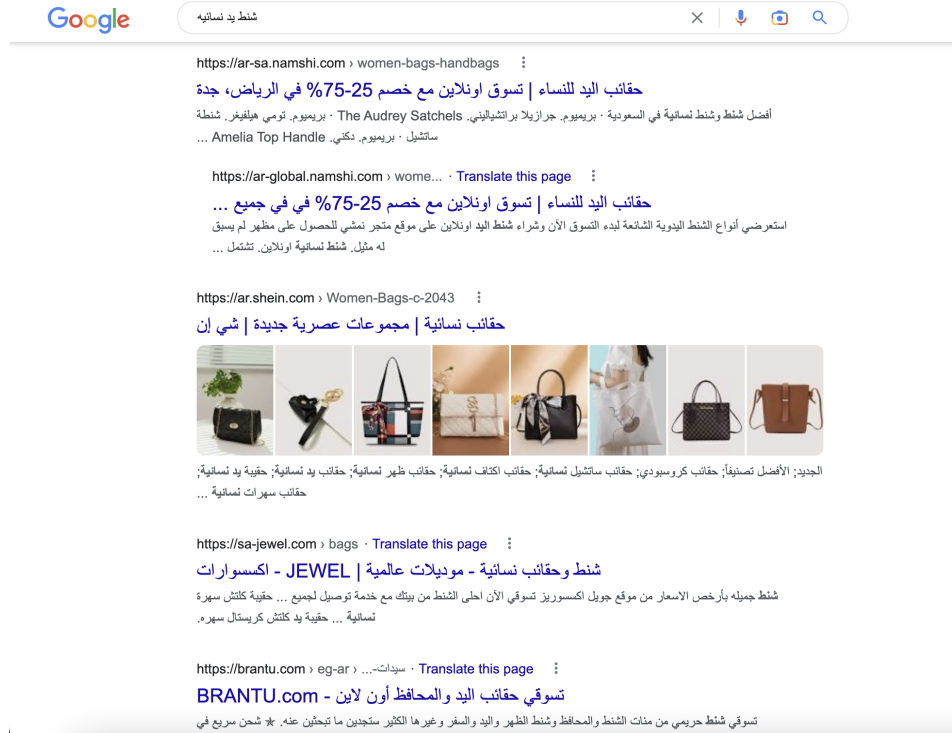 Google
شنط يد نسائيه
https://ar-sa.namshi.com › women-bags-handbags
حقائب اليد للنساء | تسوق اونلاين مع خصم 25-75% في الرياض، جدة
أفضل شنط وشنط نسائية في السعودية · بريميوم. جرازيلا براتشياليني. The Audrey Satchels · بريميوم. تومي هيلفيغر. شنطة
ساتشيل · بريميوم. دكني. Amelia Top Handle ...
https://ar-global.namshi.com › wome... · Translate this page
حقائب اليد للنساء | تسوق اونلاين مع خصم 25-75% في في جميع ...
استعرضي أنواع الشنط اليدوية الشائعة لبدء التسوق الآن وشراء شنط اليد اونلاين على موقع متجر نمشي للحصول على مظهر لم يسبق
له مثيل. شنط نسائية اونلاين. تشتمل ...
https://ar.shein.com › Women-Bags-c-2043
حقائب نسائية | مجموعات عصرية جديدة | شي إن
الجديد; الأفضل تصنيفاً; حقائب كروسبودي; حقائب ساتشيل نسائية; حقائب اكتاف نسائية; حقائب ظهر نسائية; حقائب يد نسائية; حقيبة يد نسائية;
حقائب سهرات نسائية ...
https://sa-jewel.com › bags · Translate this page
شنط وحقائب نسائية - موديلات عالمية | JEWEL - اكسسوارات
شنط جميله بأرخص الاسعار من موقع جويل اكسسوريز تسوقي الأن احلى الشنط من بيتك مع خدمة توصيل لجميع ... حقيبة كلتش سهرة
نسائية ... حقيبة يد كلتش كريستال سهره.
https://brantu.com › eg-ar › ...-سيدات · Translate this page
تسوقي حقائب اليد والمحافظ أون لاين - BRANTU.com
تسوقي شنط حريمي من مئات الشنط والمحافظ وشنط الظهر واليد والسفر وغيرها الكثير ستجدين ما تبحثين عنه. ★ شحن سريع في